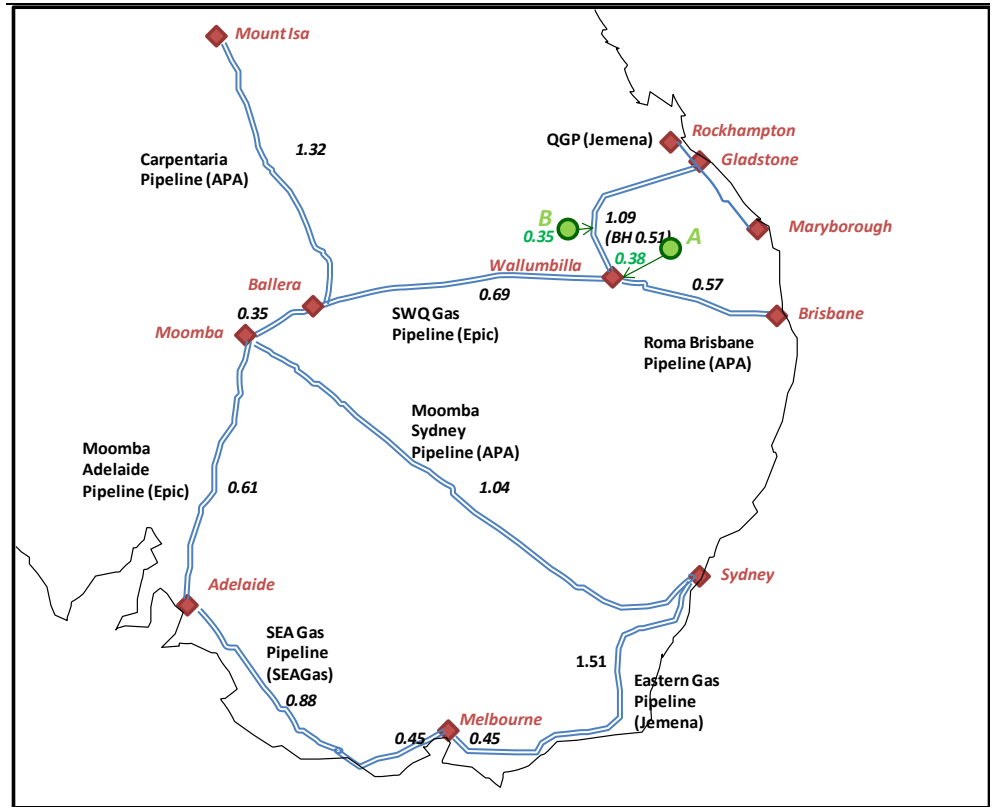 Mount Isa
Rockhampton
QGP (Jemena)
Gladstone
1.32
Carpentaria
Pipeline (APA)
B
0.35
1.09
(BH 0.51)
A
0.38
Maryborough
Wallumbilla
Ballera
0.69
0.57
0.35
SWQ Gas
Pipeline
(Epic)
Brisbane
Moomba
Roma Brisbane
Pipeline (APA)
Moomba
Sydney
Pipeline (APA)
Moomba
Adelaide
Pipeline (Epic)
0.61
1.04
Adelaide
Sydney
SEA Gas
Pipeline
(SEAGas)
0.88
1.51
Eastern Gas
Pipeline
(Jemena)
Melbourne
0.45
0.45